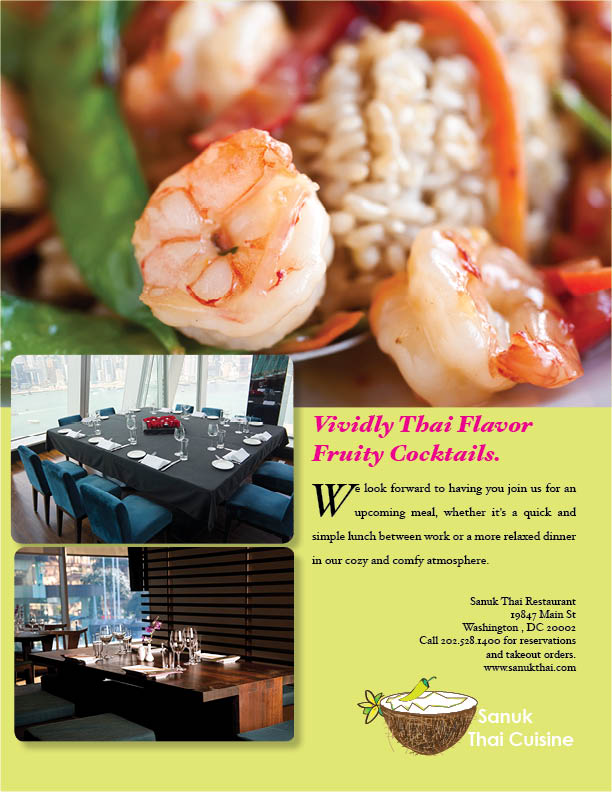 Vividly Thai Flavor
Fruity Cocktails.
We look forward to having you join us for an
upcoming meal, whether it's a quick and
simple lunch between work or a more relaxed dinner
in our cozy and comfy atmosphere.
Sanuk Thai Restaurant
19847 Main St
Washington , DC 20002
Call 202.528.1400 for reservations
and takeout orders.
www.sanukthai.com
Sanuk
Thai Cuisine